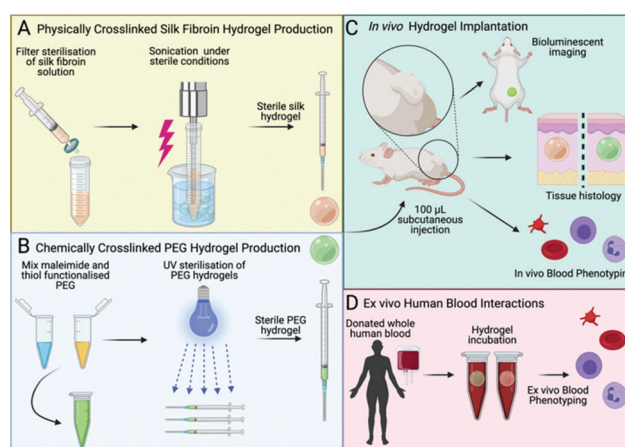 A Physically Crosslinked Silk Fibroin Hydrogel Production
Filter sterilisation
of silk fibroin
solution
Sonication under
sterile conditions
Sterile silk
hydrogel
B Chemically Crosslinked PEG Hydrogel Production
Mix maleimide and
thiol functionalised
PEG
UV sterilisation
of PEG hydrogels
Sterile PEG
hydrogel
C In vivo Hydrogel Implantation
Bioluminescent
imaging
Tissue histology
100 μL
subcutaneous
injection
In vivo Blood Phenotyping
D Ex vivo Human Blood Interactions
Donated whole
human blood
Hydrogel
incubation
Ex vivo Blood
Phenotyping